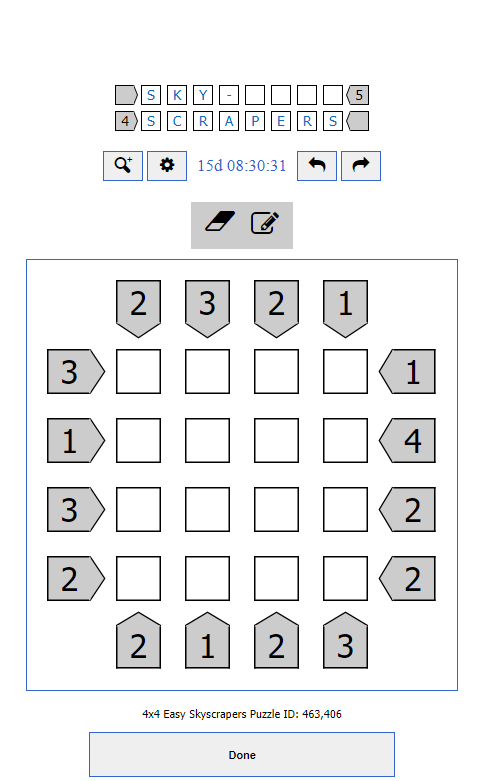 S K Y - 5
4 S C R A P E R S
15d 08:30:31
2 3 2 1
3 1
1 4
3 2
2 2
2 1 2 3
4x4 Easy Skyscrapers Puzzle ID: 463,406
Done